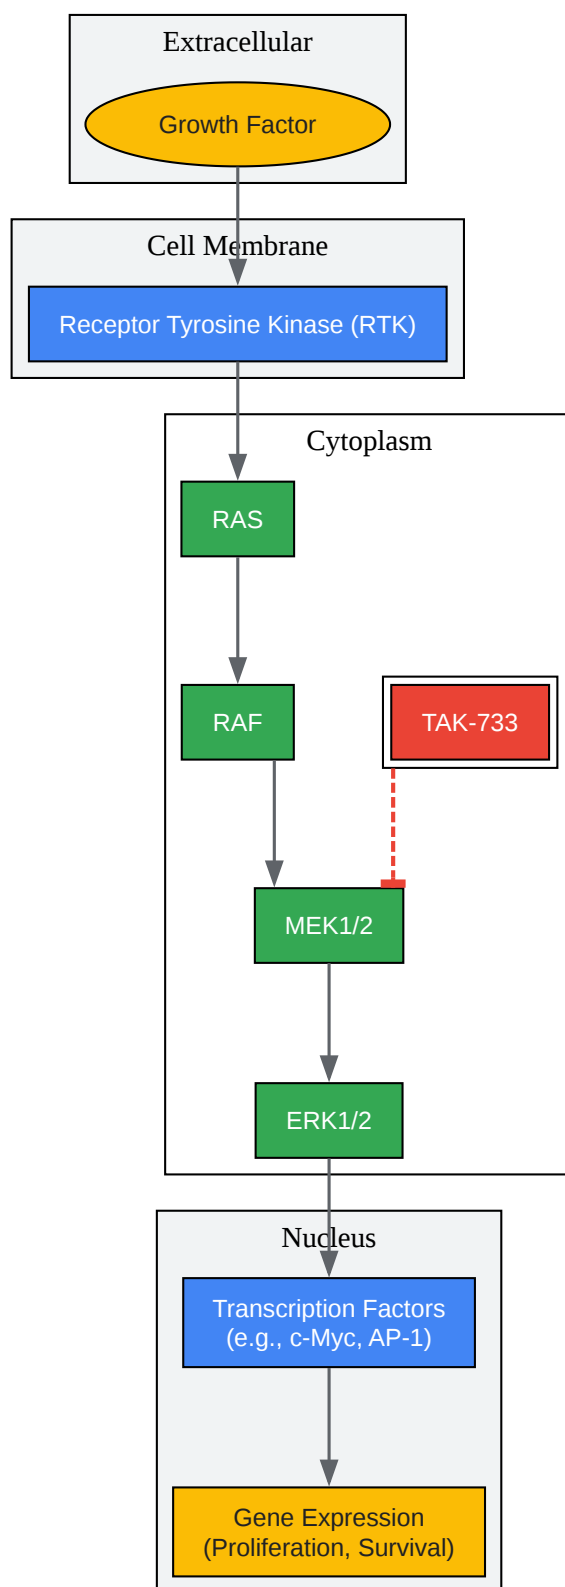 Extracellular
Growth Factor
Cell Membrane
Receptor Tyrosine Kinase (RTK)
Cytoplasm
RAS
RAF
TAK-733
MEK1/2
ERK1/2
Nucleus
Transcription Factors
(e.g., c-Myc, AP-1)
Gene Expression
(Proliferation, Survival)